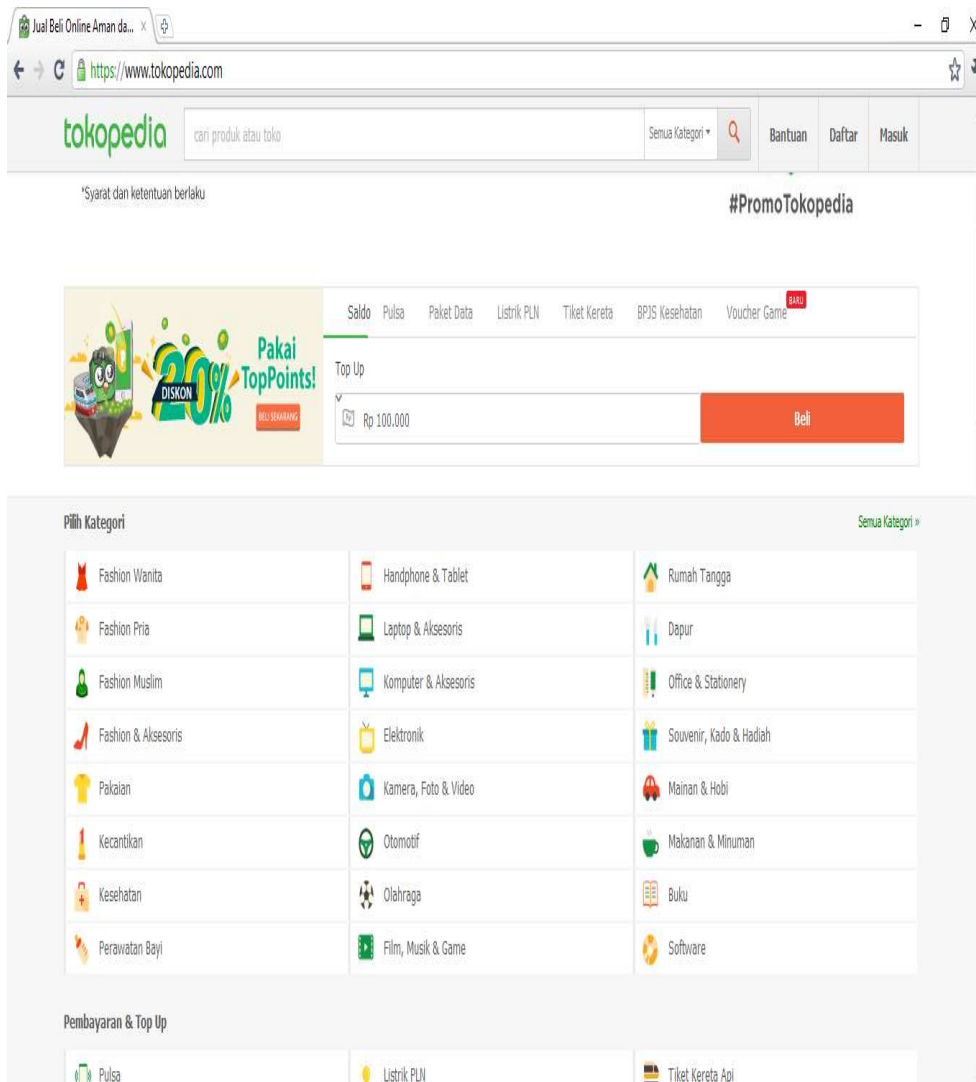 Jual Beli Online Aman da...
https://www.tokopedia.com
tokopedia cari produk atau toko Semua Kategori Bantuan Daftar Masuk
*Syarat dan ketentuan berlaku
#PromoTokopedia
DISKON 20%
Pakai
TopPoints!
BELI SEKARANG
Saldo Pulsa Paket Data Listrik PLN Tiket Kereta BPJS Kesehatan Voucher Game BARU
Top Up
Rp 100.000 Beli
Pilih Kategori Semua Kategori »
Fashion Wanita Handphone & Tablet Rumah Tangga
Fashion Pria Laptop & Aksesoris Dapur
Fashion Muslim Komputer & Aksesoris Office & Stationery
Fashion & Aksesoris Elektronik Souvenir, Kado & Hadiah
Pakaian Kamera, Foto & Video Mainan & Hobi
Kecantikan Otomotif Makanan & Minuman
Kesehatan Olahraga Buku
Perawatan Bayi Film, Musik & Game Software
Pembayaran & Top Up
Pulsa Listrik PLN Tiket Kereta Api